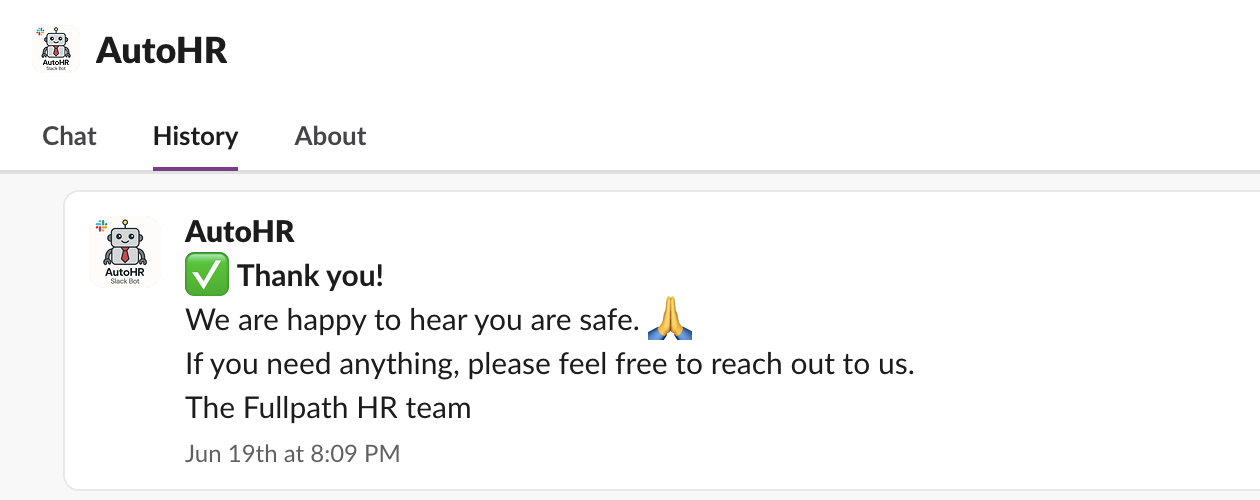 AutoHR
Slack Bot
AutoHR
Chat History About
AutoHR
Slack Bot
AutoHR
✅ Thank you!
We are happy to hear you are safe. 🙏
If you need anything, please feel free to reach out to us.
The Fullpath HR team
Jun 19th at 8:09 PM